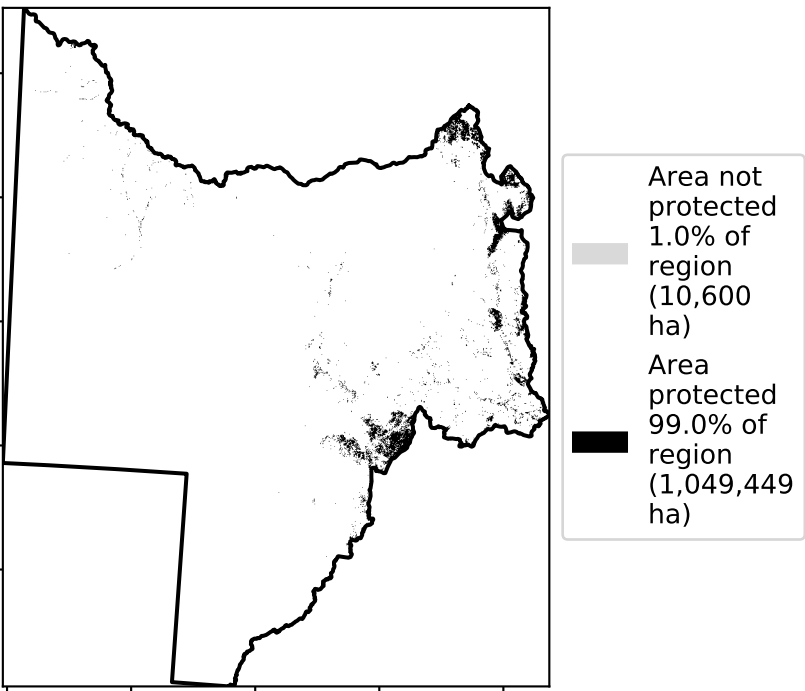 Area not
protected
1.0% of
region
(10,600
ha)
Area
protected
99.0% of
region
(1,049,449
ha)